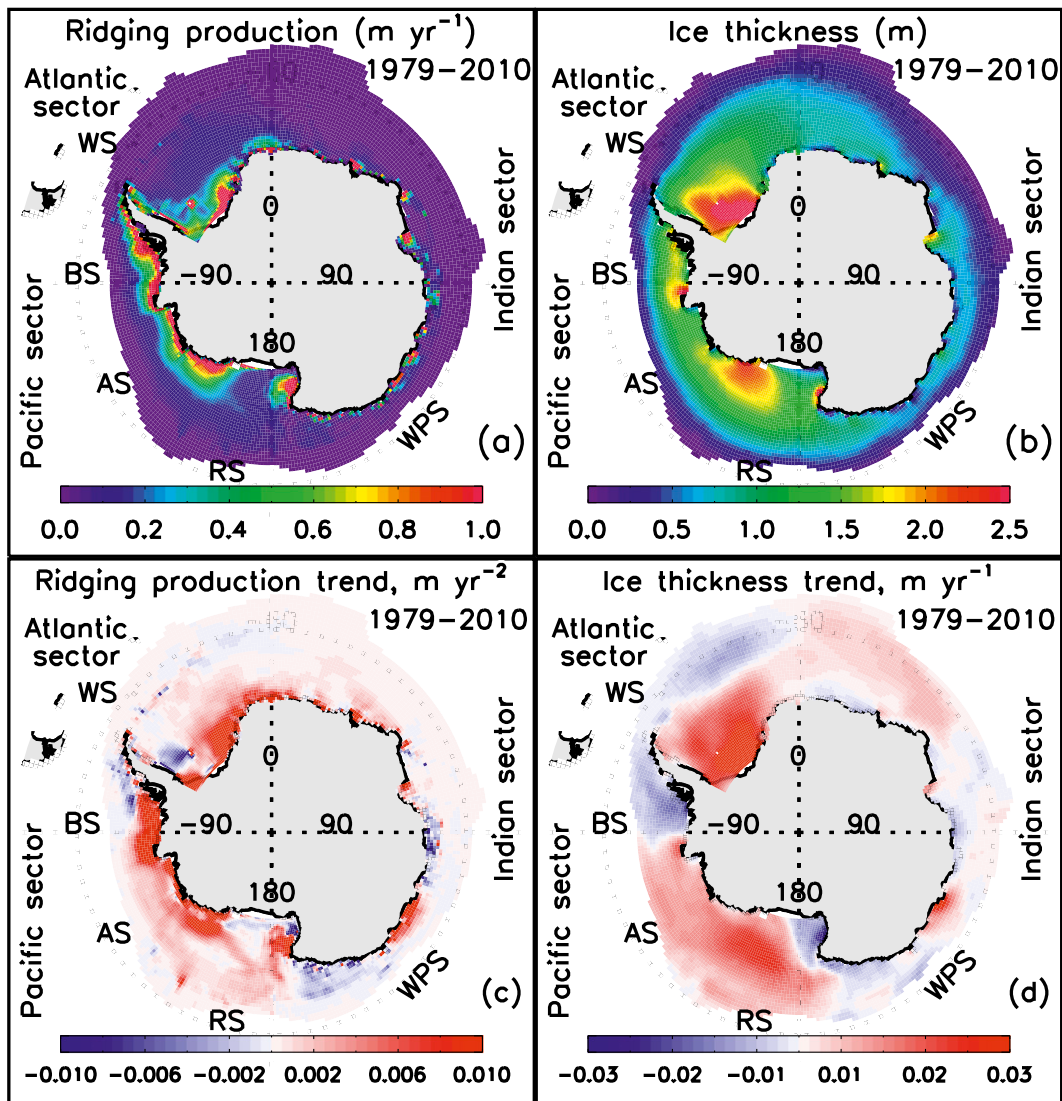 Ridging production (m yr⁻¹)
1979−2010
Atlantic
sector
WS
BS
AS
RS
WPS
Pacific sector
Indian sector
0
−90
90
180
(a)
0.0 0.2 0.4 0.6 0.8 1.0
Ice thickness (m)
1979−2010
Atlantic
sector
WS
BS
AS
RS
WPS
Pacific sector
Indian sector
0
−90
90
180
(b)
0.0 0.5 1.0 1.5 2.0 2.5
Ridging production trend, m yr⁻²
1979−2010
Atlantic
sector
WS
BS
AS
RS
WPS
Pacific sector
Indian sector
0
−90
90
180
(c)
−0.010 −0.006 −0.002 0.002 0.006 0.010
Ice thickness trend, m yr⁻¹
1979−2010
Atlantic
sector
WS
BS
AS
RS
WPS
Pacific sector
Indian sector
0
−90
90
180
(d)
−0.03 −0.02 −0.01 0.01 0.02 0.03